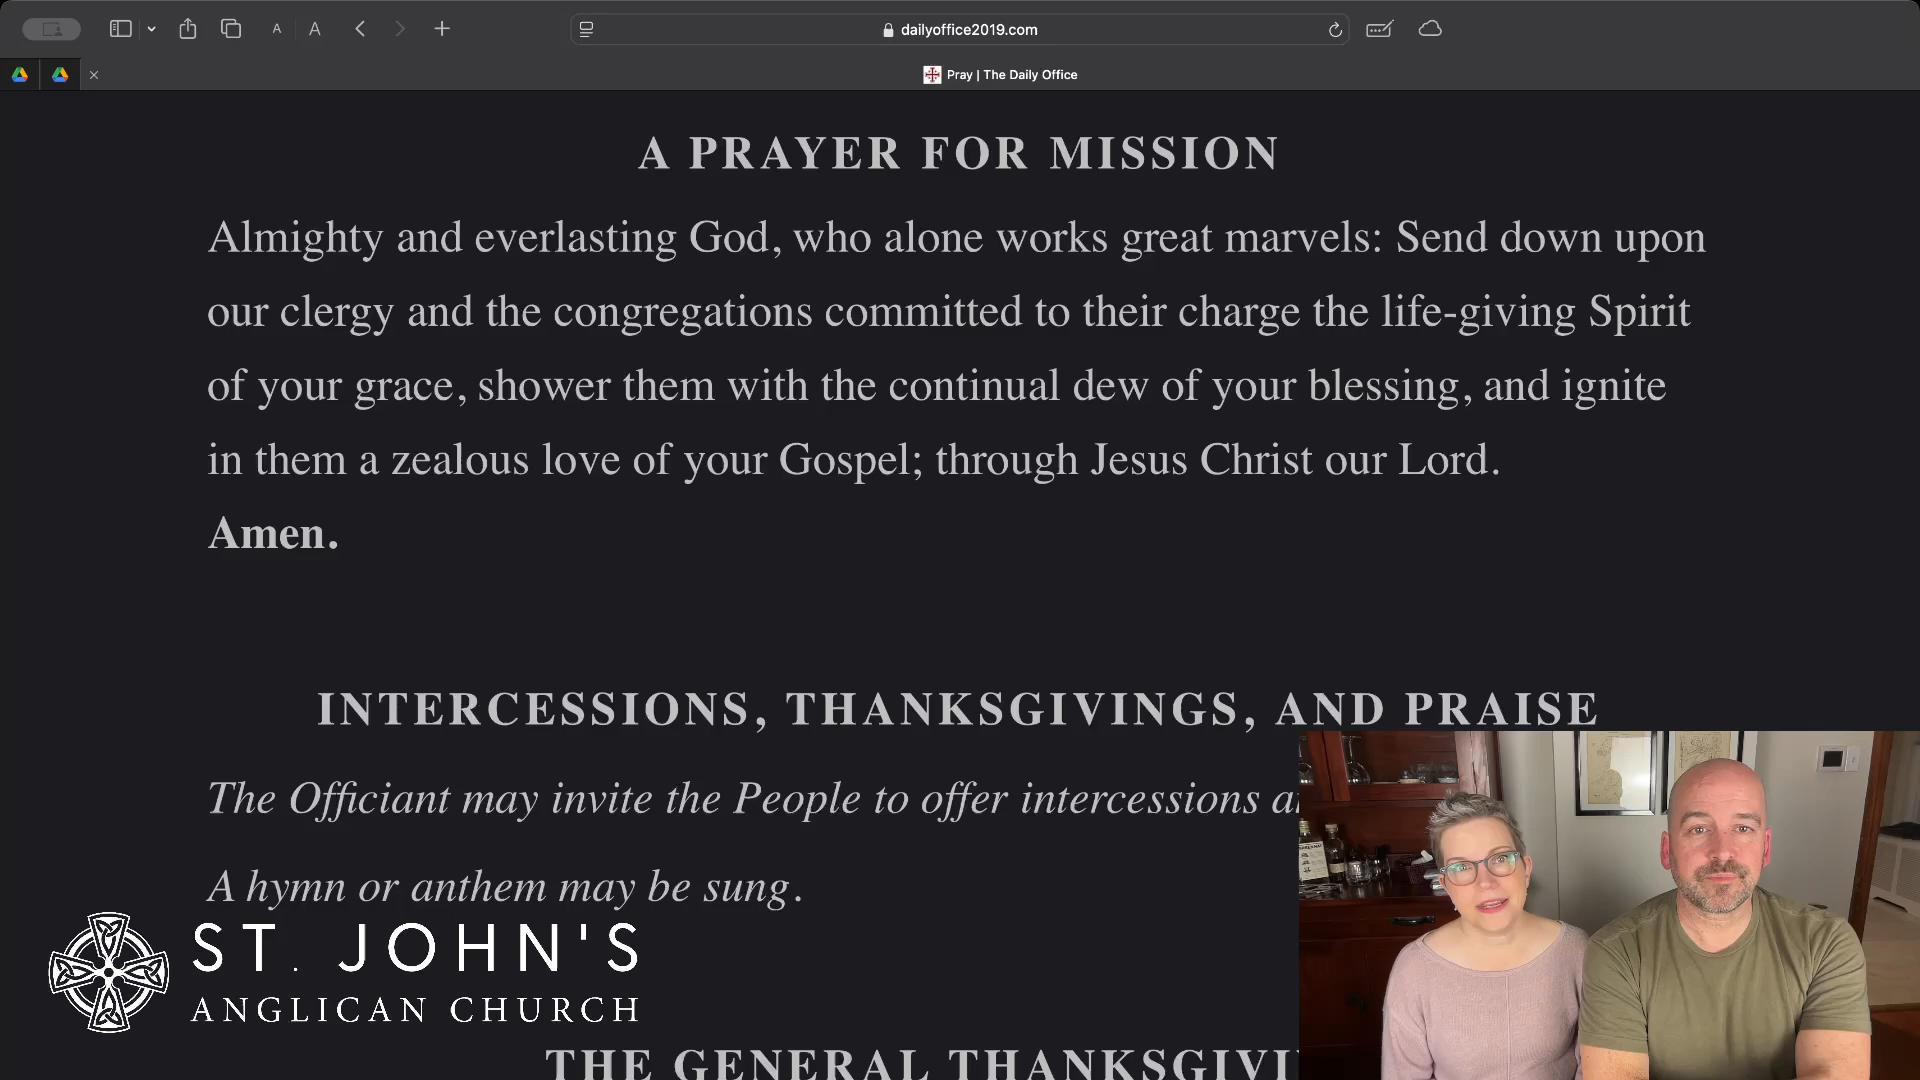 A A
dailyoffice2019.com
Pray | The Daily Office
A PRAYER FOR MISSION
Almighty and everlasting God, who alone works great marvels: Send down upon
our clergy and the congregations committed to their charge the life-giving Spirit
of your grace, shower them with the continual dew of your blessing, and ignite
in them a zealous love of your Gospel; through Jesus Christ our Lord.
Amen.
INTERCESSIONS, THANKSGIVINGS, AND PRAISE
The Officiant may invite the People to offer intercessions
A hymn or anthem may be sung.
ST. JOHN'S
ANGLICAN CHURCH
THE GENERAL